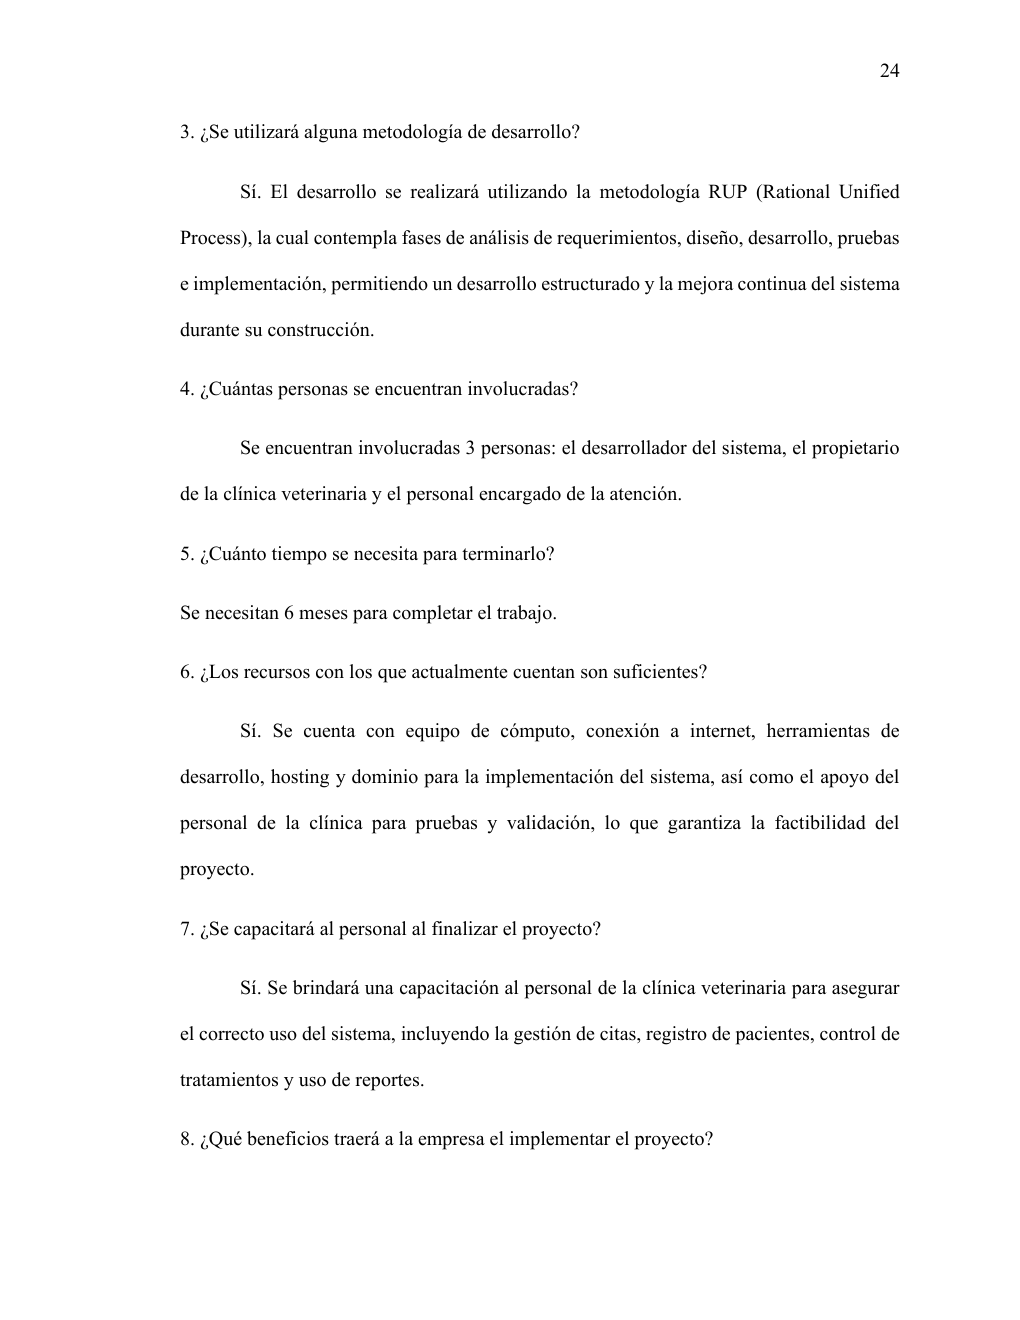 24
3. ¿Se utilizará alguna metodología de desarrollo?
Sí. El desarrollo se realizará utilizando la metodología RUP (Rational Unified
Process), la cual contempla fases de análisis de requerimientos, diseño, desarrollo, pruebas
e implementación, permitiendo un desarrollo estructurado y la mejora continua del sistema
durante su construcción.
4. ¿Cuántas personas se encuentran involucradas?
Se encuentran involucradas 3 personas: el desarrollador del sistema, el propietario
de la clínica veterinaria y el personal encargado de la atención.
5. ¿Cuánto tiempo se necesita para terminarlo?
Se necesitan 6 meses para completar el trabajo.
6. ¿Los recursos con los que actualmente cuentan son suficientes?
Sí. Se cuenta con equipo de cómputo, conexión a internet, herramientas de
desarrollo, hosting y dominio para la implementación del sistema, así como el apoyo del
personal de la clínica para pruebas y validación, lo que garantiza la factibilidad del
proyecto.
7. ¿Se capacitará al personal al finalizar el proyecto?
Sí. Se brindará una capacitación al personal de la clínica veterinaria para asegurar
el correcto uso del sistema, incluyendo la gestión de citas, registro de pacientes, control de
tratamientos y uso de reportes.
8. ¿Qué beneficios traerá a la empresa el implementar el proyecto?